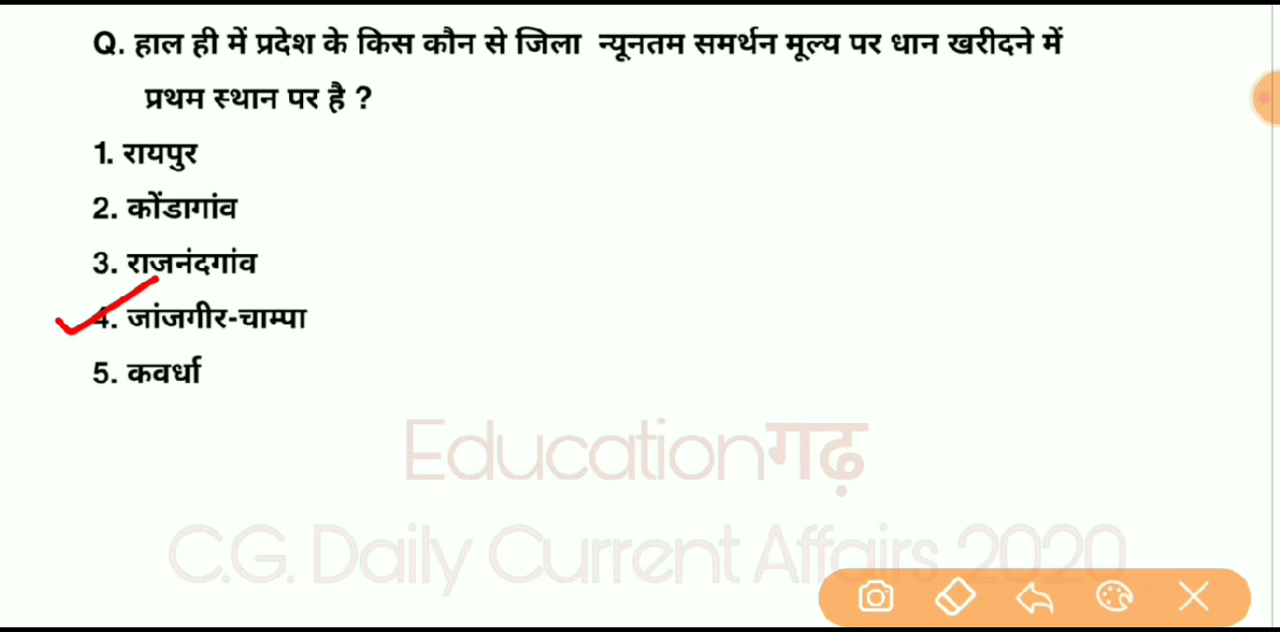 Q. हाल ही में प्रदेश के किस कौन से जिला न्यूनतम समर्थन मूल्य पर धान खरीदने में
प्रथम स्थान पर है ?
1. रायपुर
2. कोंडागांव
3. राजनंदगांव
4. जांजगीर-चाम्पा
5. कवर्धा
Educationगढ़
C.G. Daily Current Affairs 2020